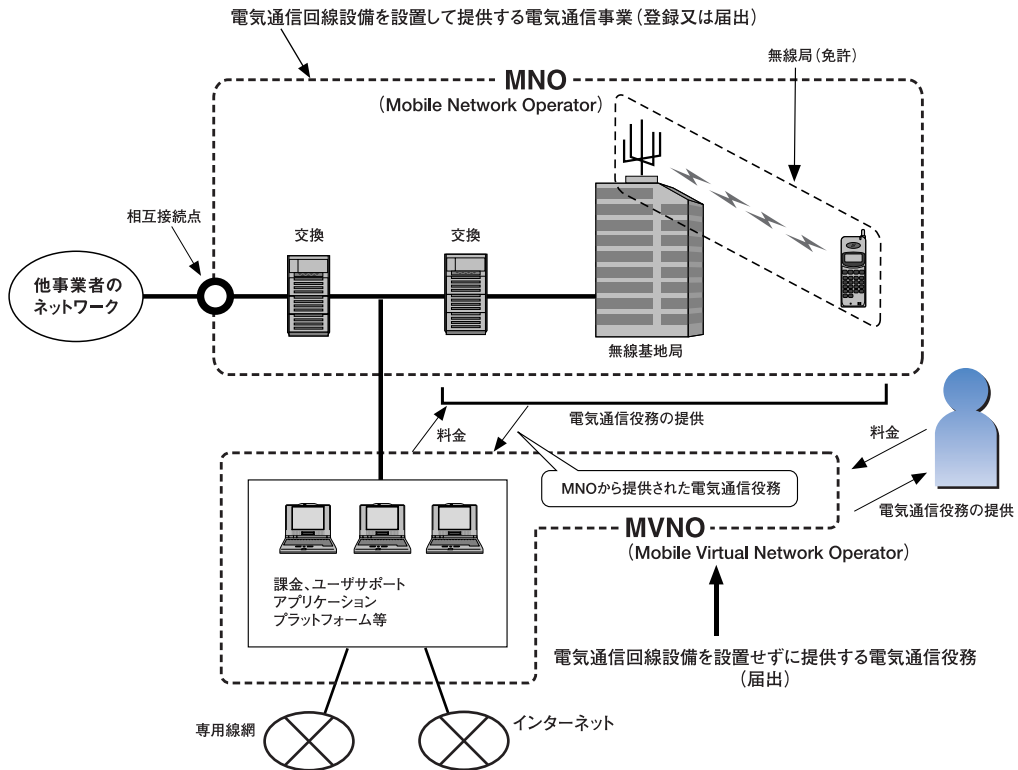 電気通信回線設備を設置して提供する電気通信事業(登録又は届出)
無線局(免許)
MNO
(Mobile Network Operator)
相互接続点
交換
交換
他事業者の
ネットワーク
無線基地局
電気通信役務の提供
料金
料金
MNOから提供された電気通信役務
電気通信役務の提供
MVNO
(Mobile Virtual Network Operator)
課金、ユーザサポート
アプリケーション
プラットフォーム等
電気通信回線設備を設置せずに提供する電気通信役務
(届出)
専用線網
インターネット